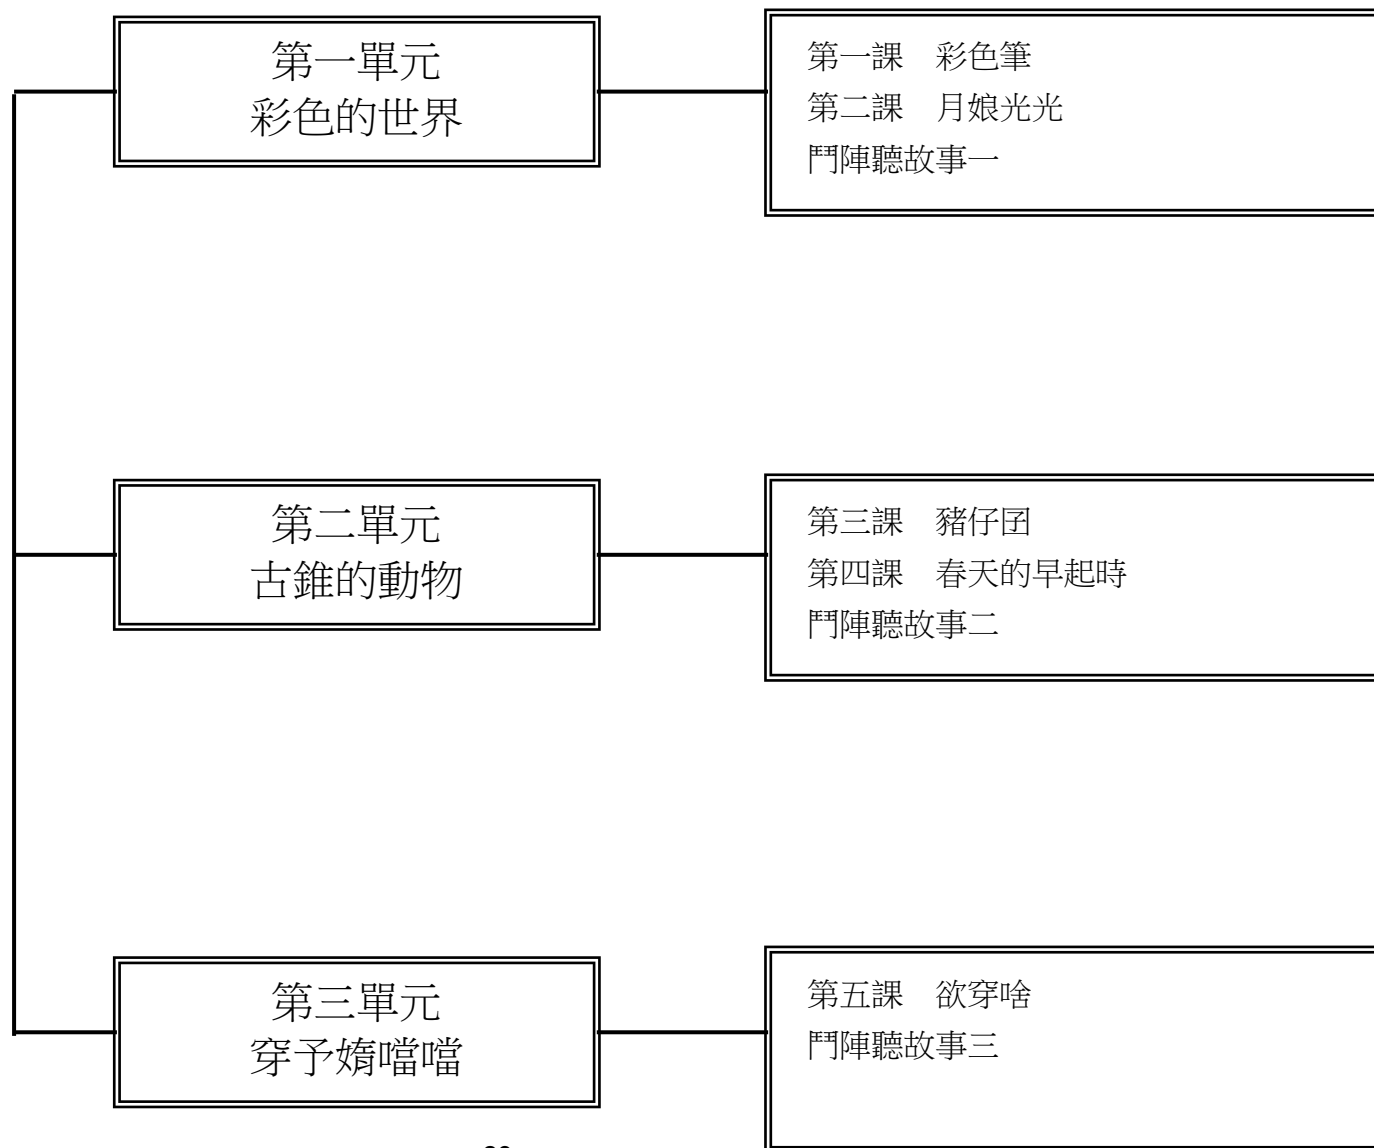 第一單元
彩色的世界
第一課　彩色筆
第二課　月娘光光
鬥陣聽故事一
第二單元
古錐的動物
第三課　豬仔囝
第四課　春天的早起時
鬥陣聽故事二
第三單元
穿予媠噹噹
第五課　欲穿啥
鬥陣聽故事三